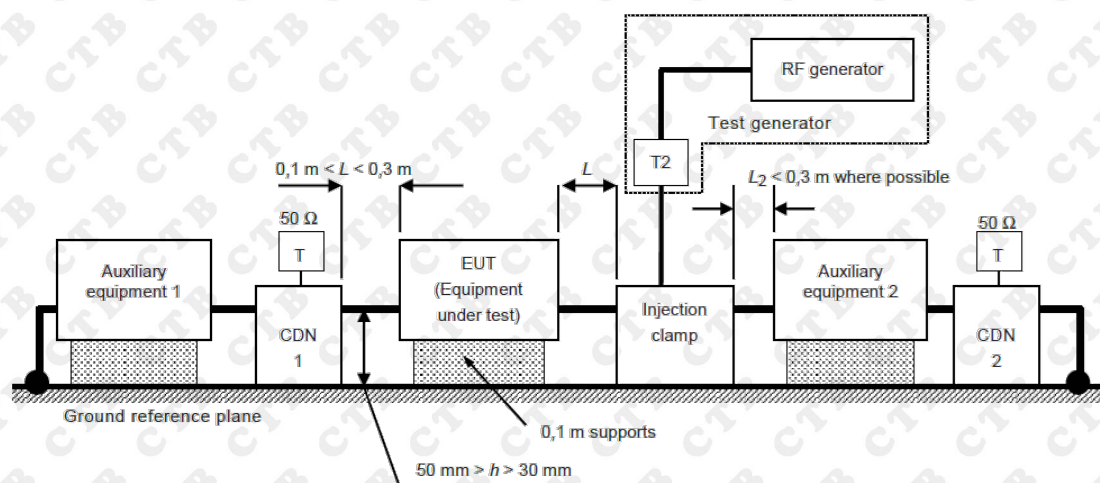 RF generator
Test generator
T2
0,1 m < L < 0,3 m
L
L2 < 0,3 m where possible
50 Ω
T
50 Ω
T
Auxiliary
equipment 1
EUT
(Equipment
under test)
Injection
clamp
Auxiliary
equipment 2
CDN
1
CDN
2
Ground reference plane
0,1 m supports
50 mm > h > 30 mm
CTB